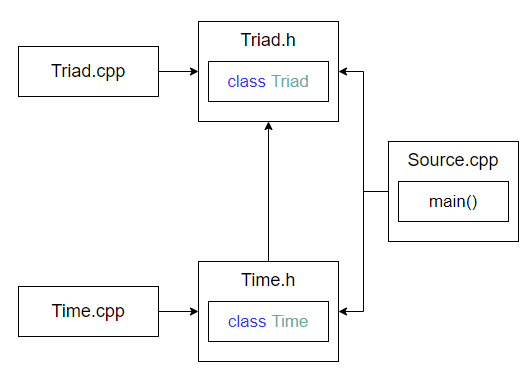 Triad.h
Triad.cpp
class Triad
Source.cpp
main()
Time.h
Time.cpp
class Time